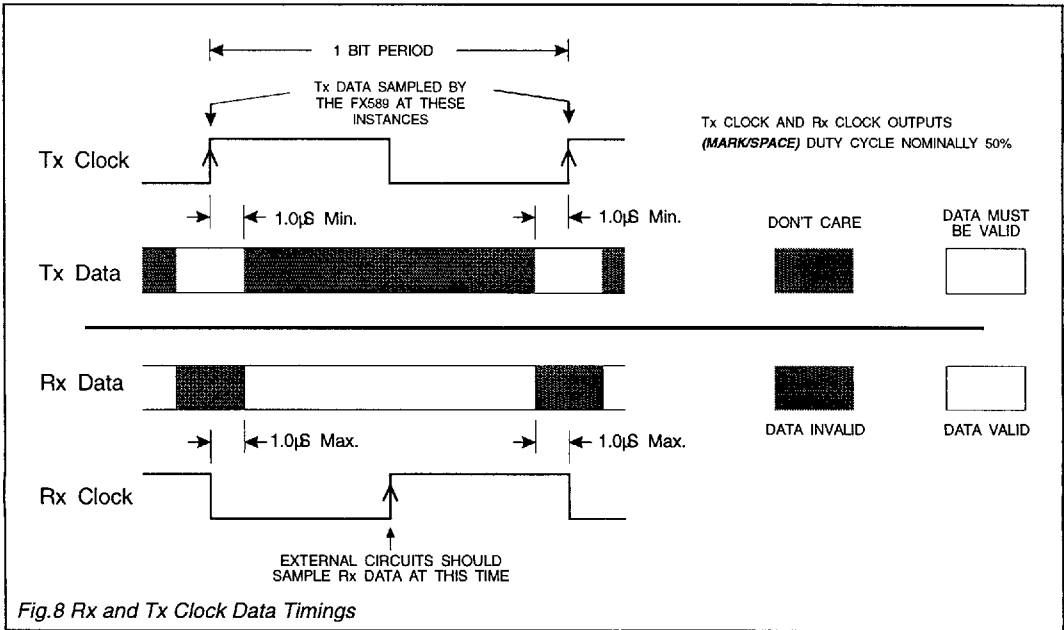 1 BIT PERIOD
Tx DATA SAMPLED BY
THE FX589 AT THESE
INSTANCES
Tx CLOCK AND Rx CLOCK OUTPUTS
(MARK/SPACE) DUTY CYCLE NOMINALLY 50%
Tx Clock
1.0µS Min.
1.0µS Min.
DON'T CARE
DATA MUST
BE VALID
Tx Data
Rx Data
DATA INVALID
DATA VALID
1.0µS Max.
1.0µS Max.
Rx Clock
EXTERNAL CIRCUITS SHOULD
SAMPLE Rx DATA AT THIS TIME
Fig.8 Rx and Tx Clock Data Timings